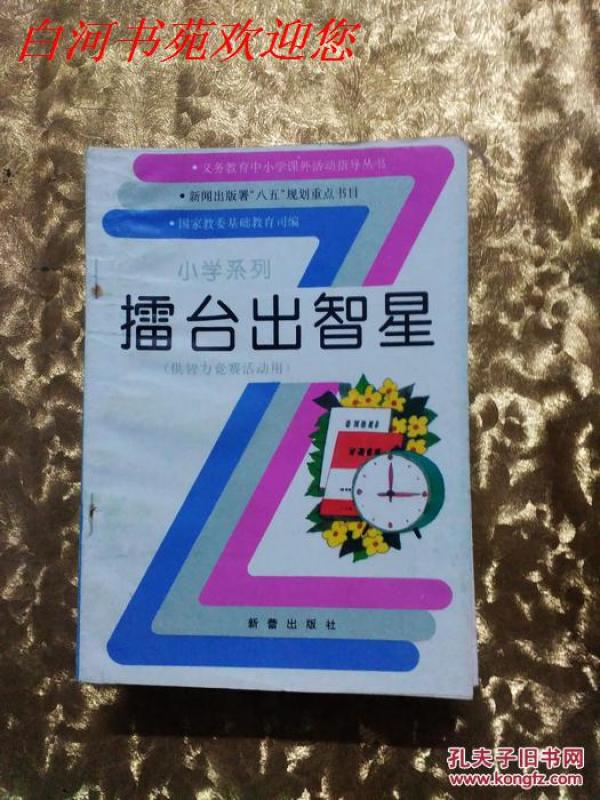 白河书苑欢迎您
·义务教育中小学课外活动指导丛书
·新闻出版署“八五”规划重点书目
·国家教委基础教育司编
小学系列
擂台出智星
(供智力竞赛活动用)
新蕾出版社
孔夫子旧书网
www.kongfz.com